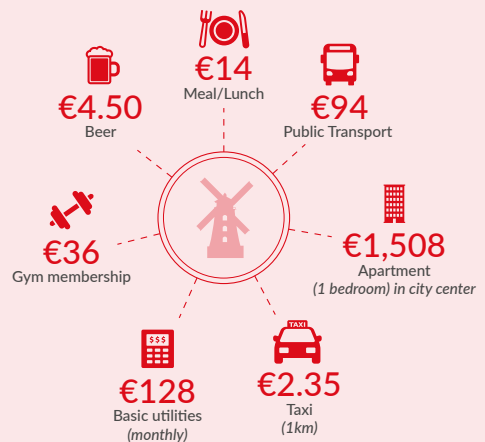 €14
Meal/Lunch
€4.50
Beer
€94
Public Transport
€36
Gym membership
€1,508
Apartment
(1 bedroom) in city center
$$$
€128
Basic utilities
(monthly)
TAXI
€2.35
Taxi
(1km)